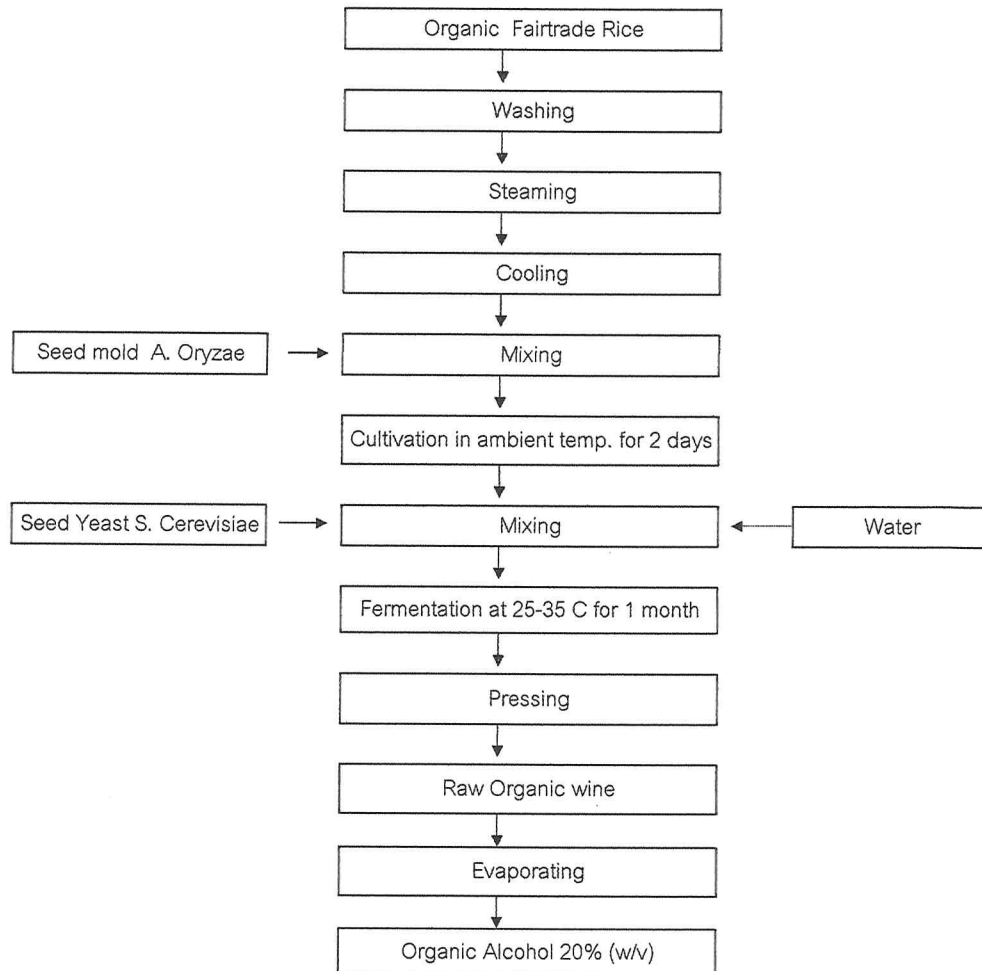 Organic Fairtrade Rice
Washing
Steaming
Cooling
Seed mold A. Oryzae
Mixing
Cultivation in ambient temp. for 2 days
Seed Yeast S. Cerevisiae
Mixing
Water
Fermentation at 25-35 C for 1 month
Pressing
Raw Organic wine
Evaporating
Organic Alcohol 20% (w/v)